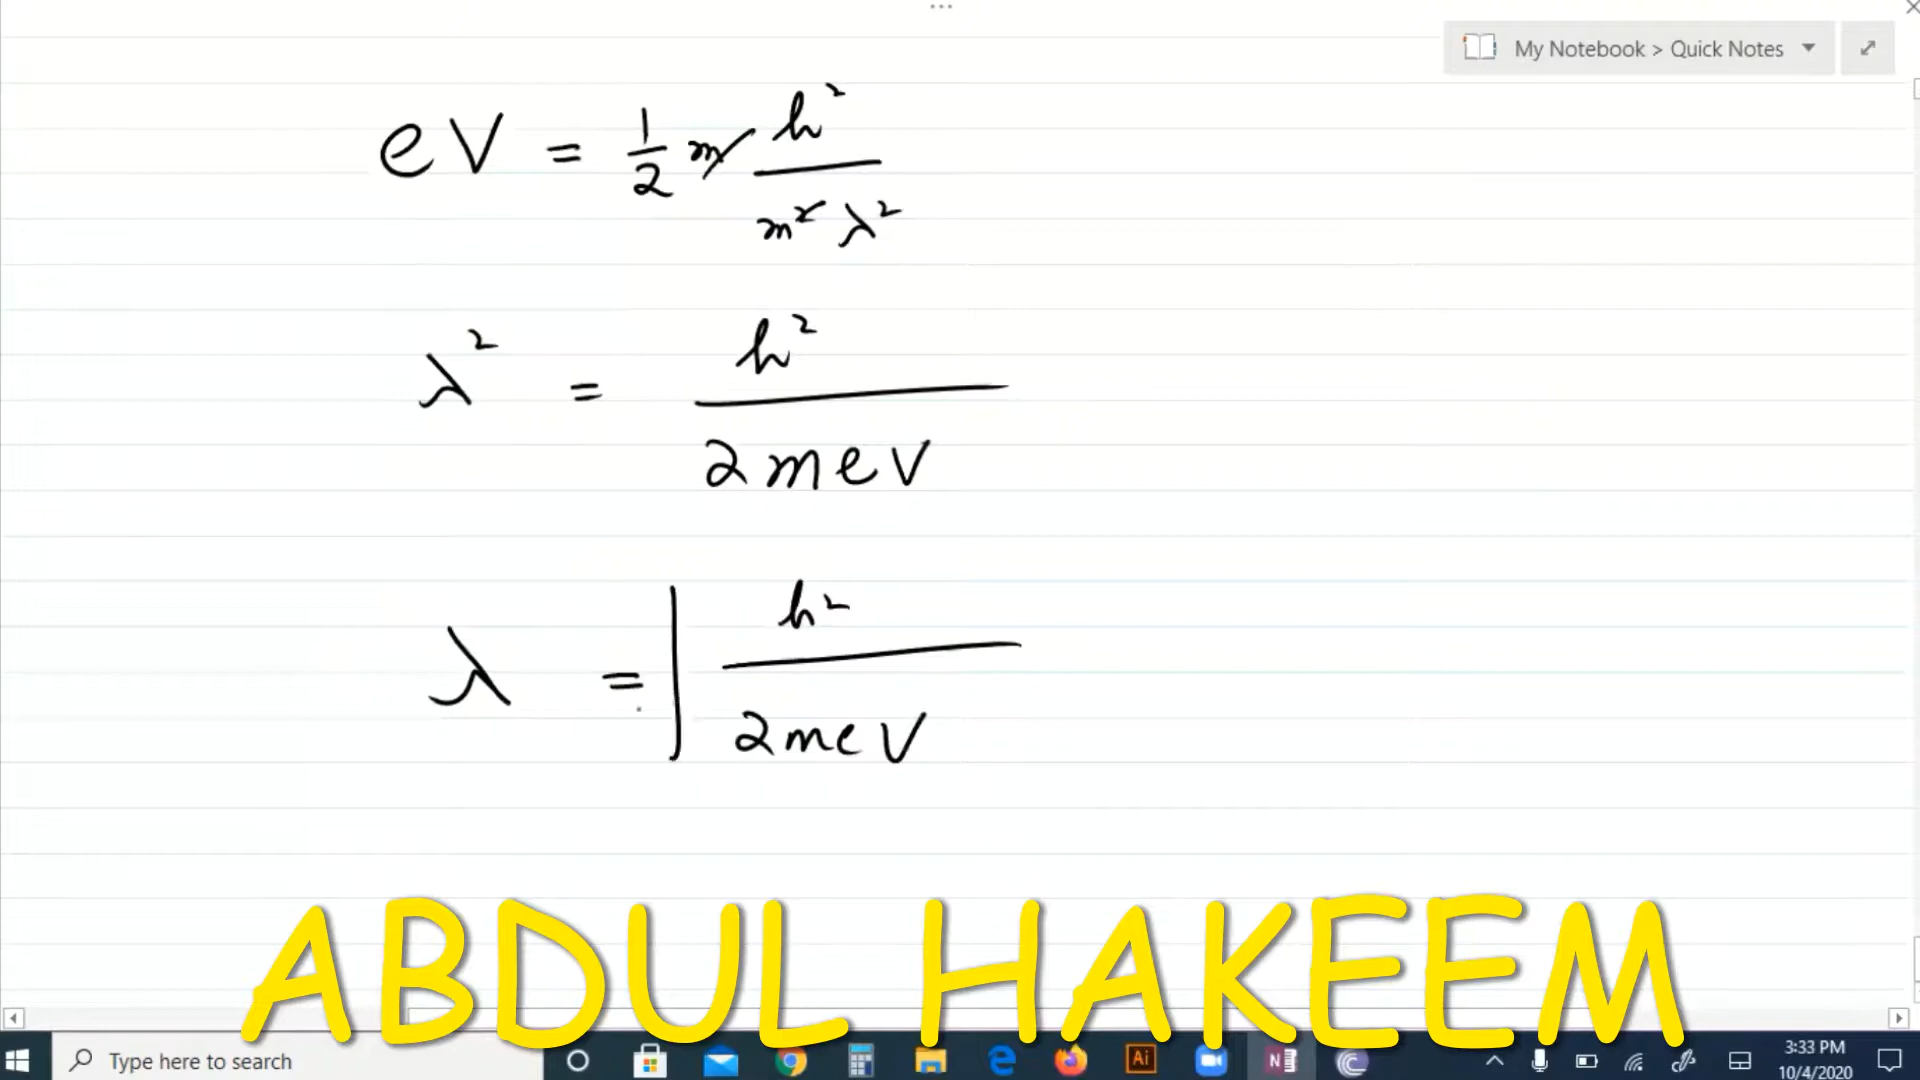 My Notebook > Quick Notes
eV = 1/2 m h²/m²λ²
λ² = h²/2meV
λ = √h²/2meV
ABDUL HAKEEM
Type here to search
Ai
N
3:33 PM
10/4/2020